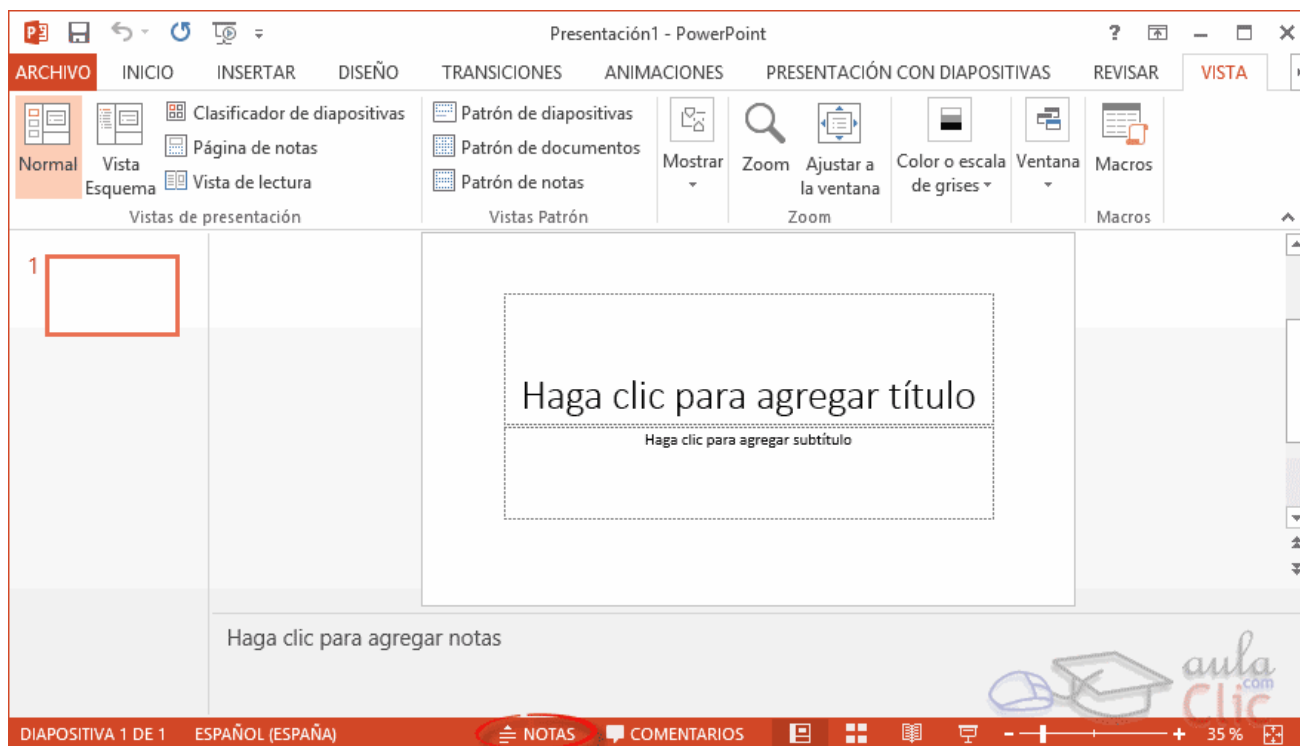 Presentación1 - PowerPoint
ARCHIVO INICIO INSERTAR DISEÑO TRANSICIONES ANIMACIONES PRESENTACIÓN CON DIAPOSITIVAS REVISAR VISTA
Normal
Vista
Esquema
Clasificador de diapositivas
Página de notas
Vista de lectura
Vistas de presentación
Patrón de diapositivas
Patrón de documentos
Patrón de notas
Vistas Patrón
Mostrar
Zoom
Ajustar a
la ventana
Zoom
Color o escala
de grises
Ventana
Macros
Macros
1
Haga clic para agregar título
Haga clic para agregar subtítulo
Haga clic para agregar notas
aula
.com
Clic
DIAPOSITIVA 1 DE 1 ESPAÑOL (ESPAÑA) NOTAS COMENTARIOS 35 %